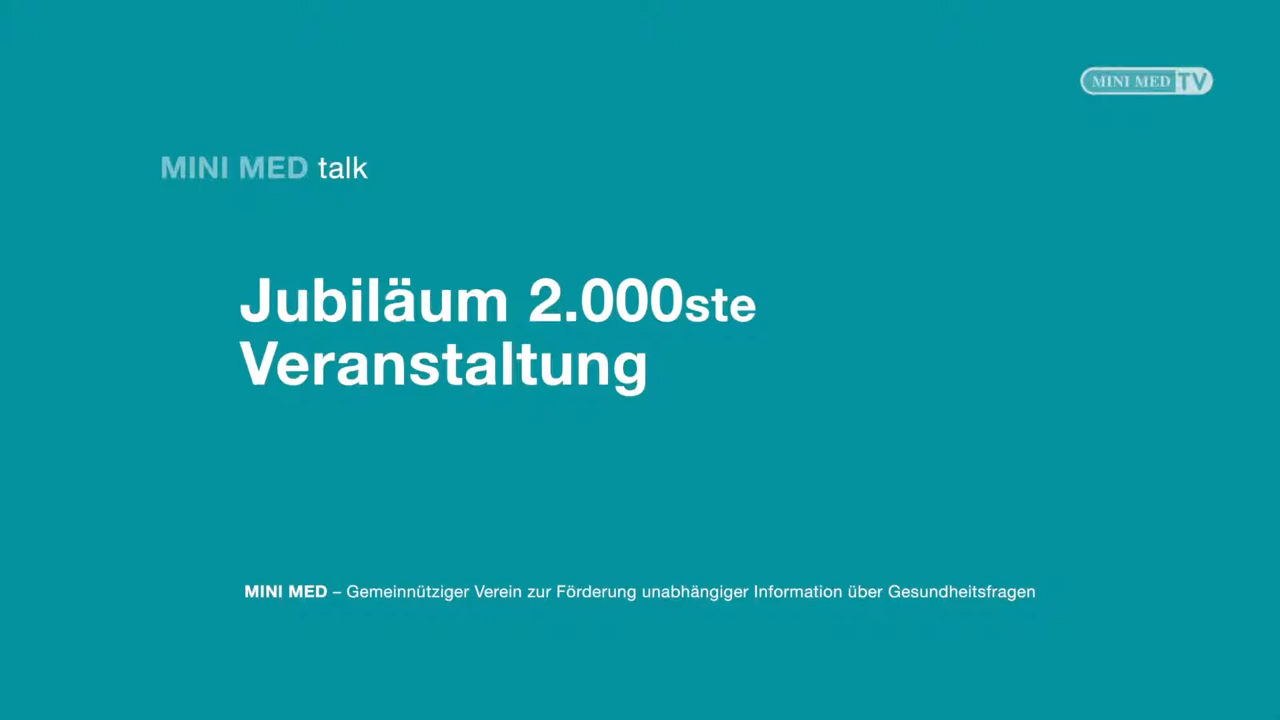 MINI MED TV
MINI MED talk
Jubiläum 2.000ste
Veranstaltung
MINI MED – Gemeinnütziger Verein zur Förderung unabhängiger Information über Gesundheitsfragen